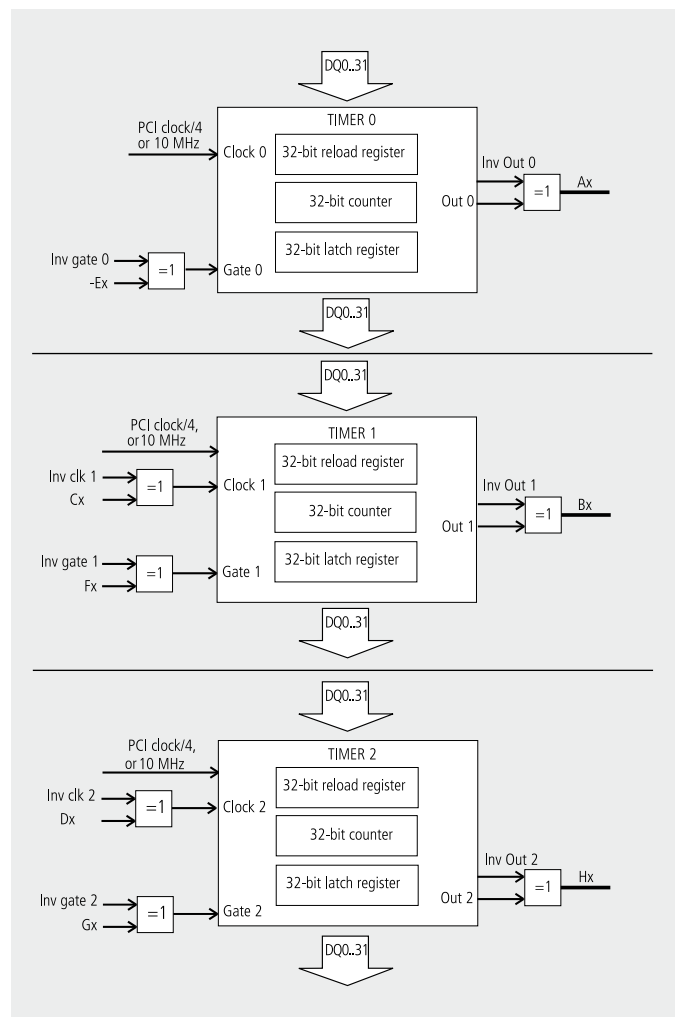 DQ0..31
TIMER 0
PCI clock/4
or 10 MHz
Clock 0
32-bit reload register
Inv Out 0
Ax
=1
32-bit counter
Out 0
32-bit latch register
Inv gate 0
=1
Gate 0
-Ex
DQ0..31
DQ0..31
TIMER 1
PCI clock/4,
or10 MHz
32-bit reload register
Inv clk 1
=1
Clock 1
Cx
Inv Out 1
Bx
32-bit counter
=1
Out 1
32-bit latch register
Inv gate 1
=1
Gate 1
Fx
DQ0..31
DQ0..31
TIMER 2
PCI clock/4,
or10 MHz
32-bit reload register
Inv clk 2
=1
Clock 2
Dx
32-bit counter
Inv Out 2
Hx
32-bit latch register
=1
Out 2
Inv gate 2
=1
Gate 2
Gx
DQ0..31